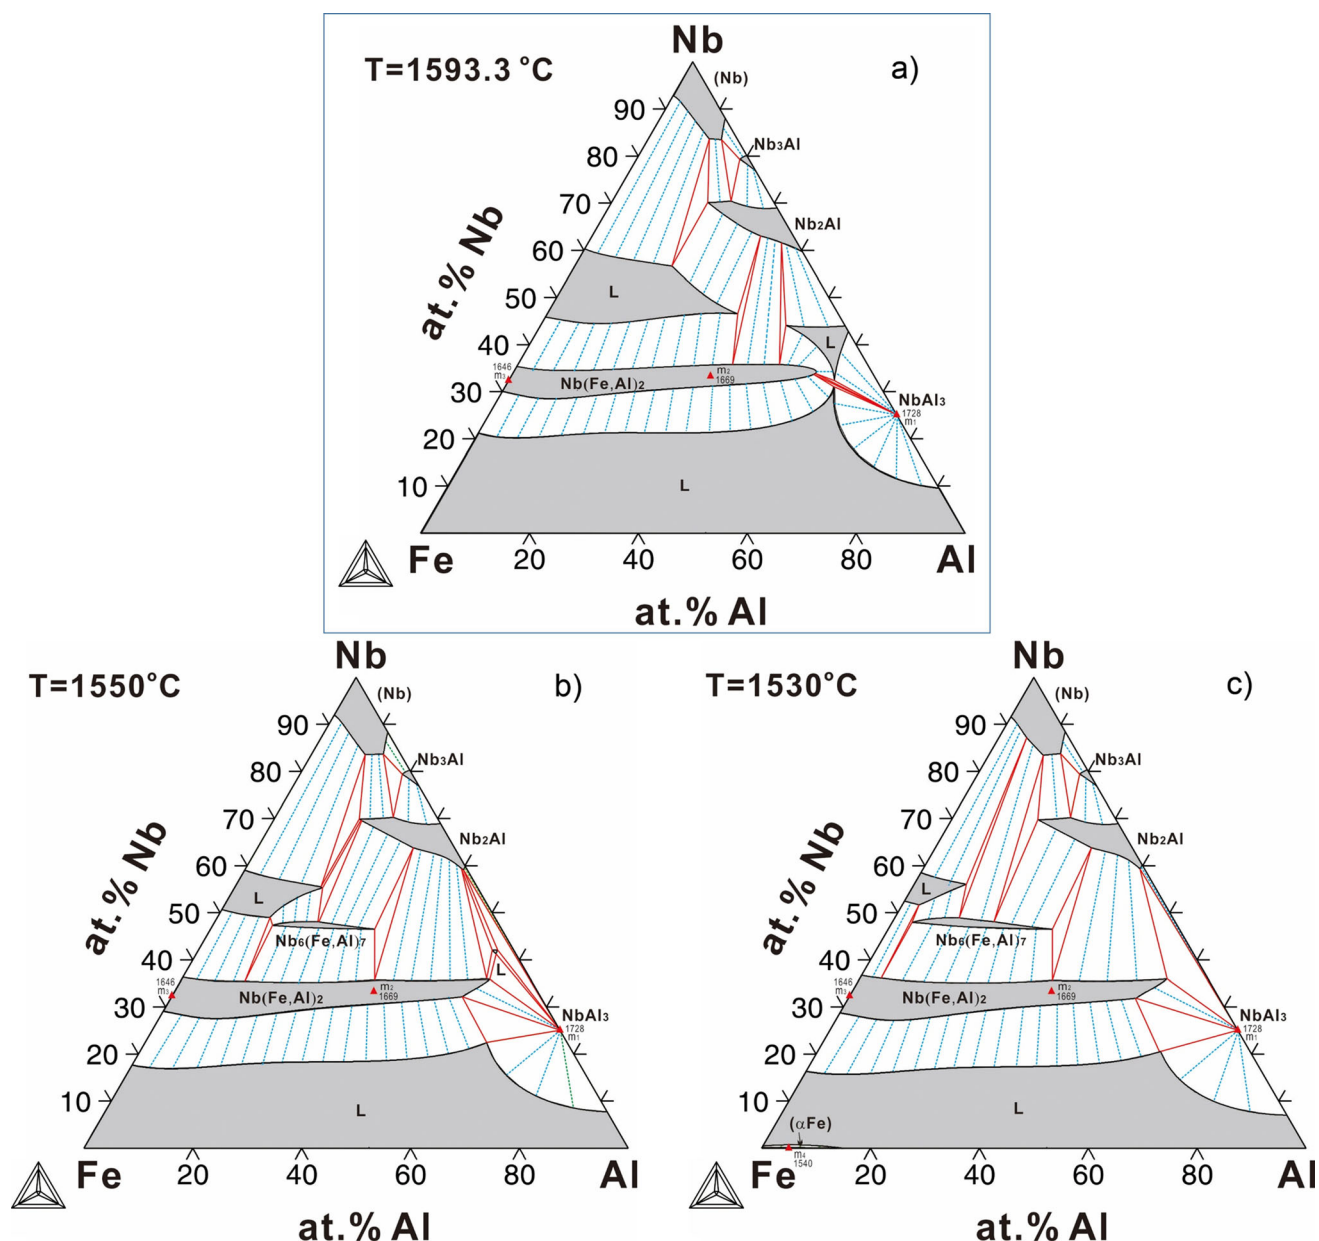 Nb
T=1593.3 °C
a)
(Nb)
90
Nb3Al
80
70
Nb2Al
60
at.% Nb
50
L
40
L
1646
m3
m2
1669
Nb(Fe,Al)2
30
NbAl3
1728
m1
20
10
L
Fe
20
40
60
80
Al
at.% Al
Nb
T=1550°C
b)
(Nb)
90
Nb3Al
80
70
Nb2Al
60
at.% Nb
L
50
Nb6(Fe,Al)7
40
L
1646
m3
m2
1669
Nb(Fe,Al)2
30
NbAl3
1728
m1
20
10
L
Fe
20
40
60
80
Al
at.% Al
Nb
T=1530°C
c)
(Nb)
90
Nb3Al
80
70
Nb2Al
60
at.% Nb
L
50
Nb6(Fe,Al)7
40
1646
m3
m2
1669
Nb(Fe,Al)2
30
NbAl3
1728
m1
20
10
L
(αFe)
m4
1540
Fe
20
40
60
80
Al
at.% Al